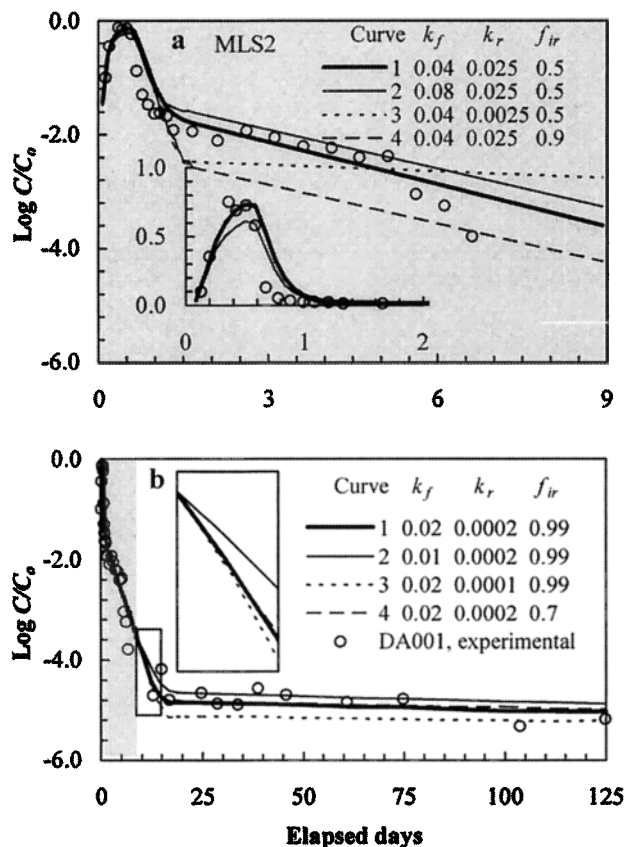 0.0
a MLS2
Curve k_f k_r f_ir
1 0.04 0.025 0.5
2 0.08 0.025 0.5
3 0.04 0.0025 0.5
4 0.04 0.025 0.9
-2.0
Log C/C_o
1.0
0.5
0.0
0 1 2
-4.0
-6.0
0 3 6 9
0.0
b
Curve k_f k_r f_ir
1 0.02 0.0002 0.99
2 0.01 0.0002 0.99
3 0.02 0.0001 0.99
4 0.02 0.0002 0.7
DA001, experimental
-2.0
Log C/C_o
-4.0
-6.0
0 25 50 75 100 125
Elapsed days